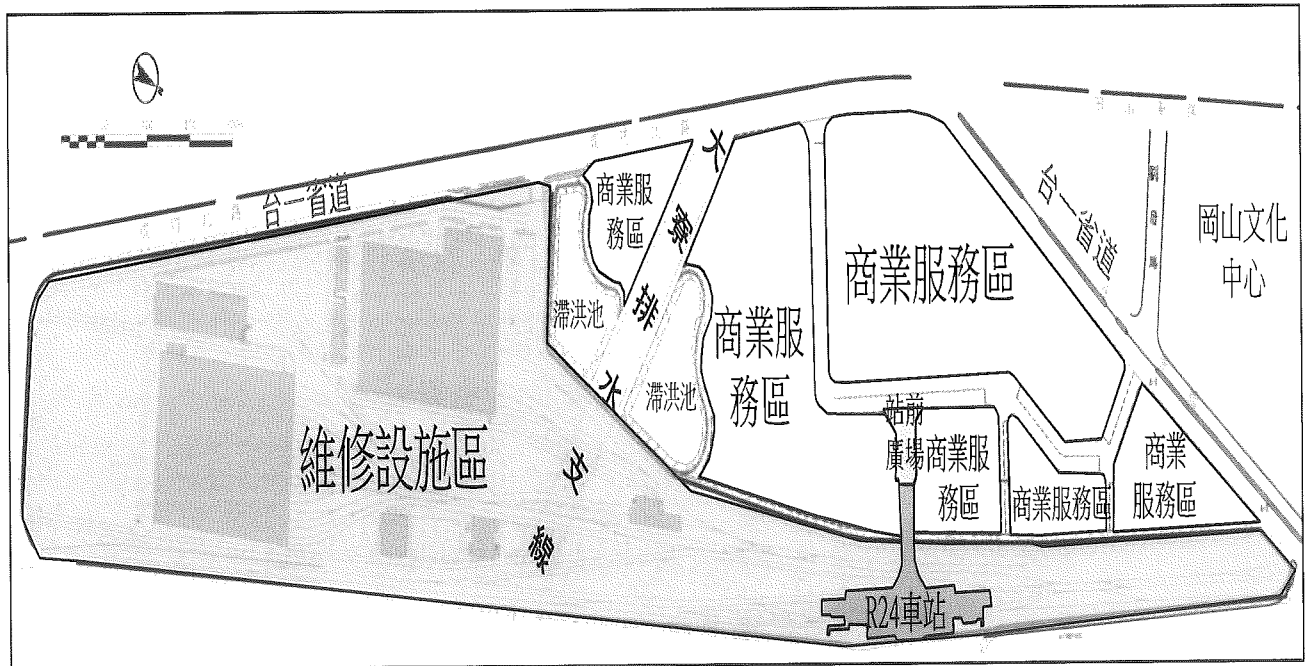 台一省道
商業服
務區
滯洪池
大
寮
排
水
支
線
滯洪池
商業服
務區
商業服務區
台一省道
岡山文化
中心
維修設施區
站前
廣場
商業服
務區
商業服務區
商業
服務區
R24車站